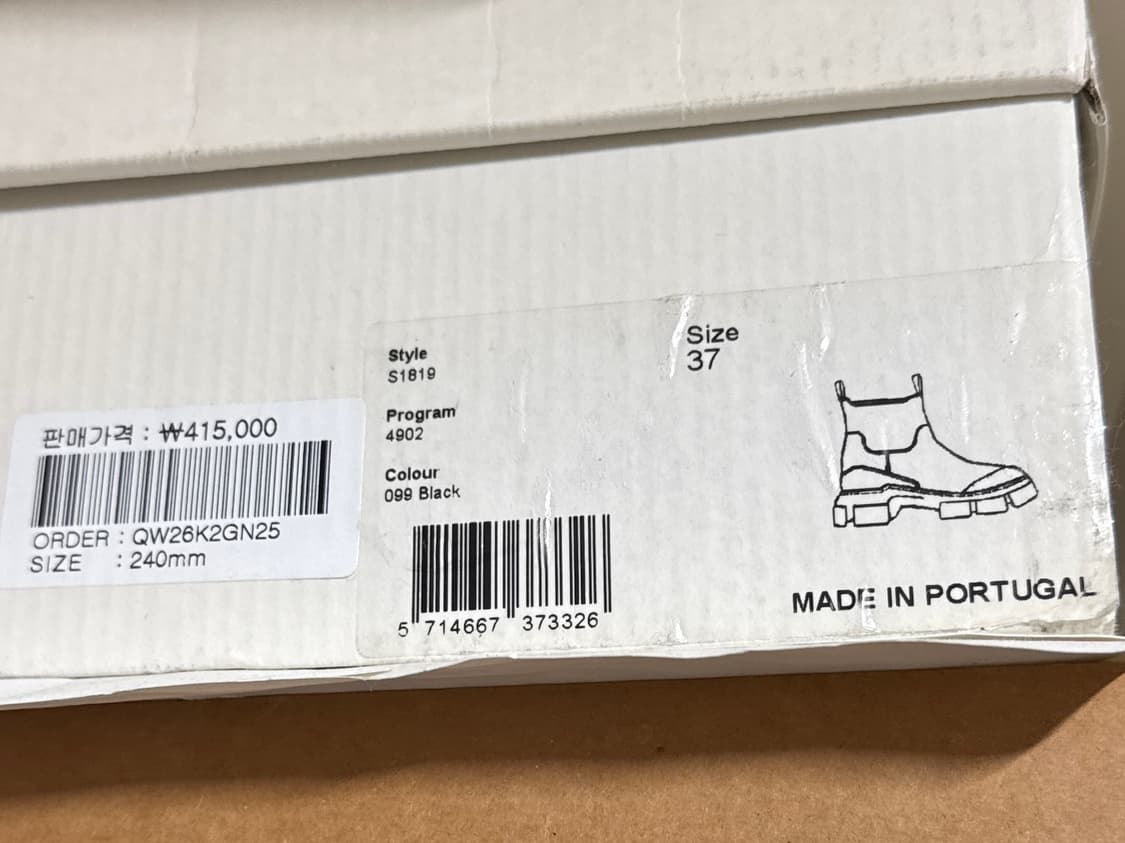 판매가격 : ₩415,000
ORDER : QW26K2GN25
SIZE : 240mm
Style
S1819
Program
4902
Colour
099 Black
5 714667 373326
Size
37
MADE IN PORTUGAL